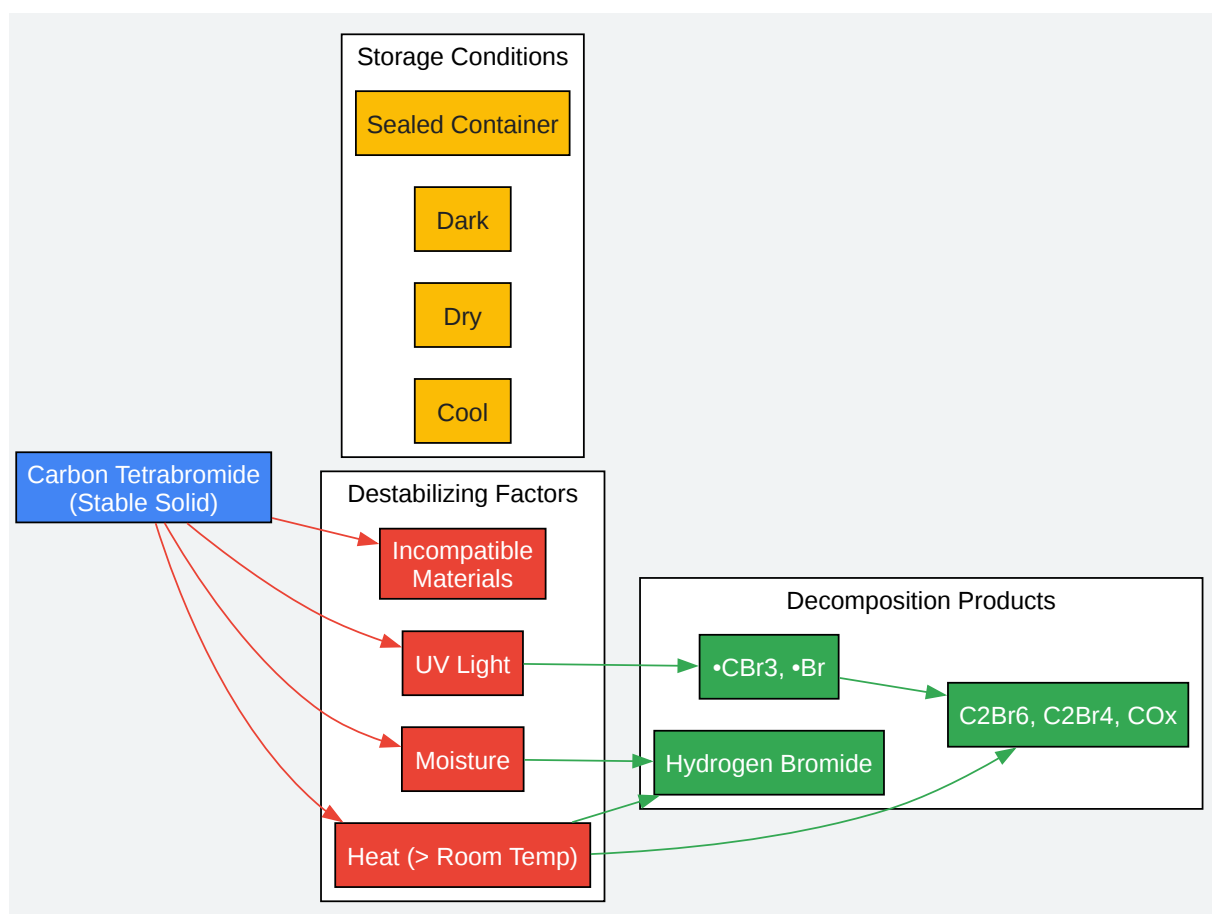 Storage Conditions
Sealed Container
Dark
Dry
Cool
Carbon Tetrabromide
(Stable Solid)
Destabilizing Factors
Incompatible
Materials
UV Light
Moisture
Heat (> Room Temp)
Decomposition Products
•CBr3, •Br
C2Br6, C2Br4, COx
Hydrogen Bromide